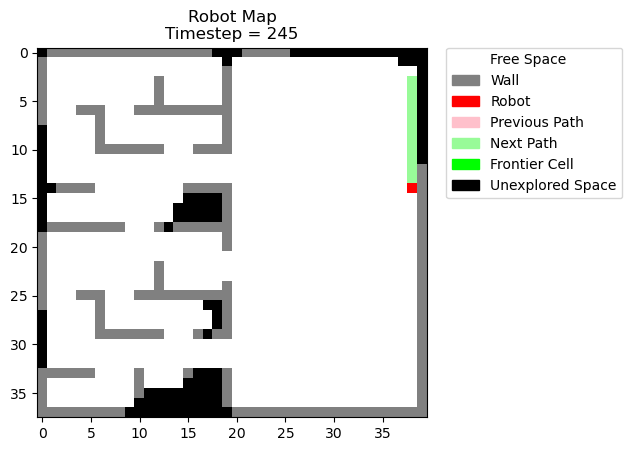 Robot Map
Timestep = 245
0
5
10
15
20
25
30
35
0
5
10
15
20
25
30
35
Free Space
Wall
Robot
Previous Path
Next Path
Frontier Cell
Unexplored Space